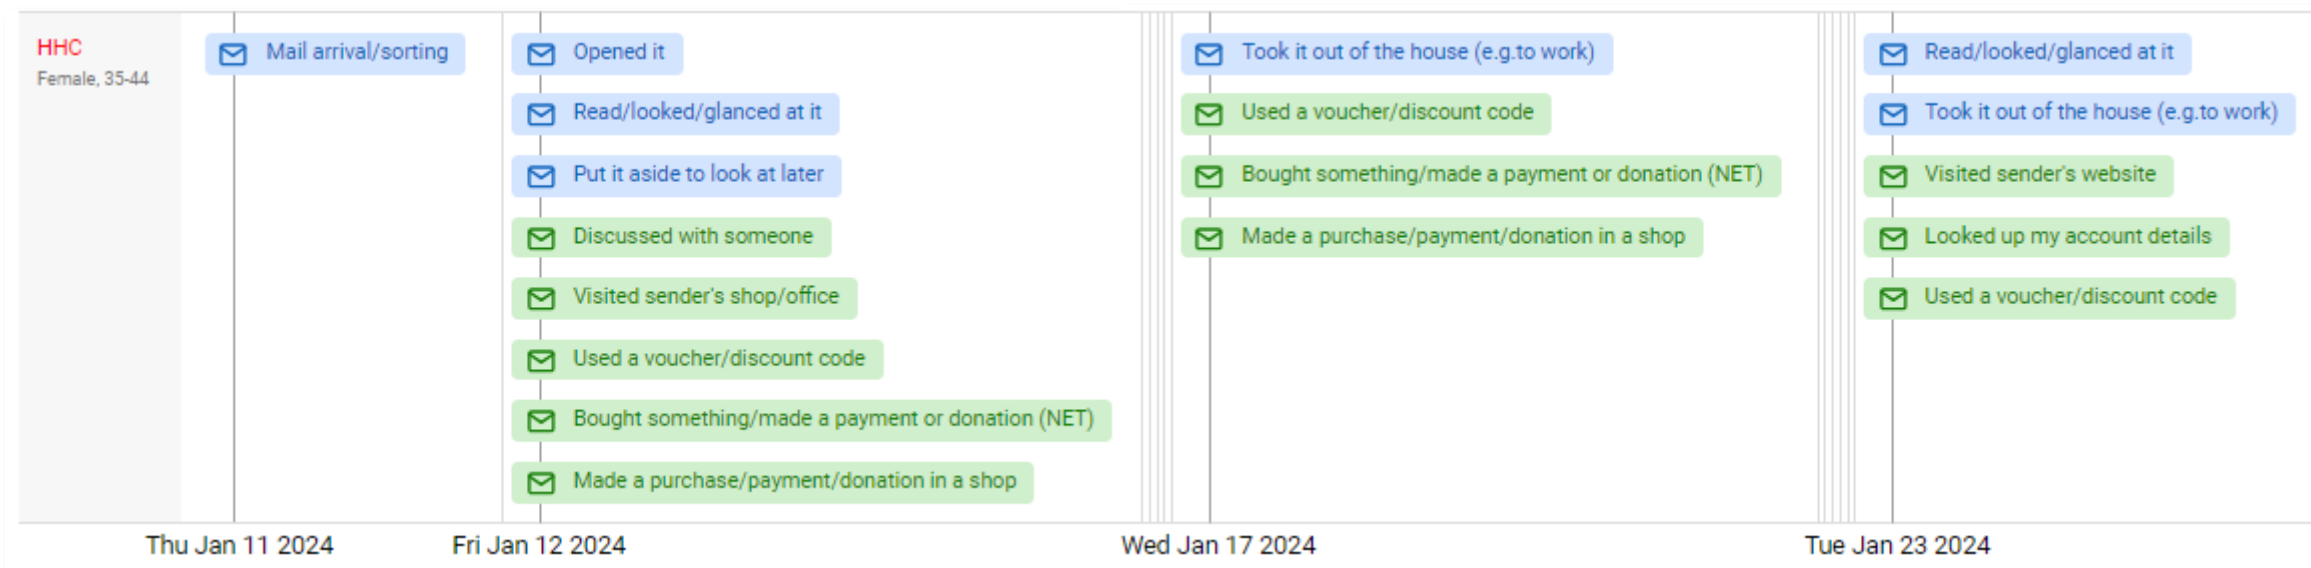 HHC
Female, 35-44
Mail arrival/sorting
Opened it
Read/looked/glanced at it
Put it aside to look at later
Discussed with someone
Visited sender's shop/office
Used a voucher/discount code
Bought something/made a payment or donation (NET)
Made a purchase/payment/donation in a shop
Took it out of the house (e.g.to work)
Used a voucher/discount code
Bought something/made a payment or donation (NET)
Made a purchase/payment/donation in a shop
Read/looked/glanced at it
Took it out of the house (e.g.to work)
Visited sender's website
Looked up my account details
Used a voucher/discount code
Thu Jan 11 2024
Fri Jan 12 2024
Wed Jan 17 2024
Tue Jan 23 2024